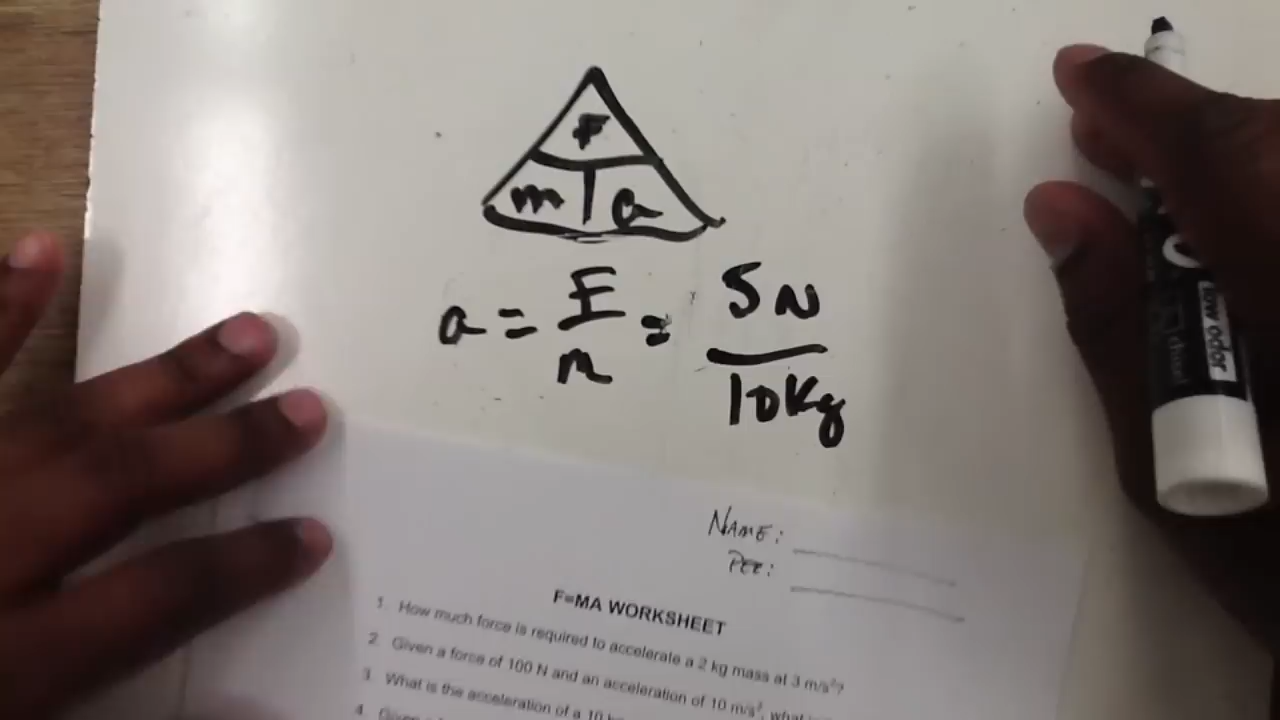 F
m a
a = F/m = 5N/10Kg
low odor
NAME:
PER:
F=MA WORKSHEET
1. How much force is required to accelerate a 2 kg mass at 3 m/s²?
2. Given a force of 100 N and an acceleration of 10 m/s², what
3. What is the acceleration of a 10
4. Given